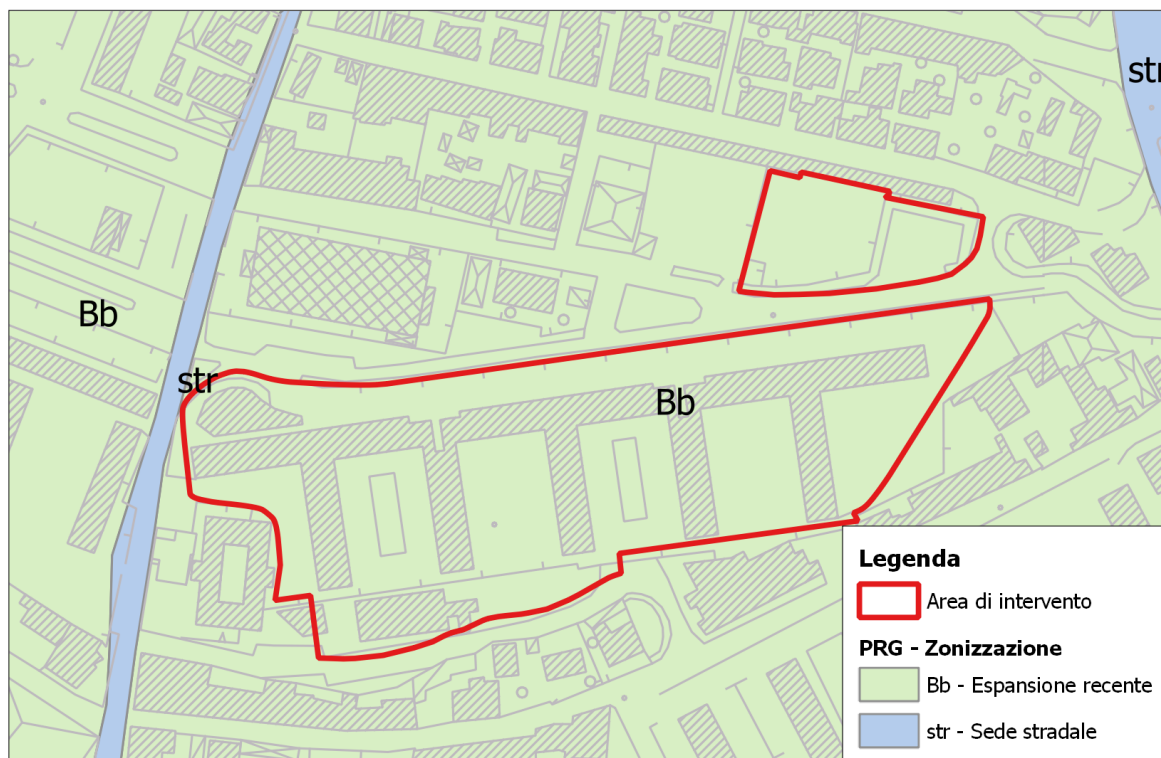 str
Bb
str
Bb
Legenda
Area di intervento
PRG - Zonizzazione
Bb - Espansione recente
str - Sede stradale